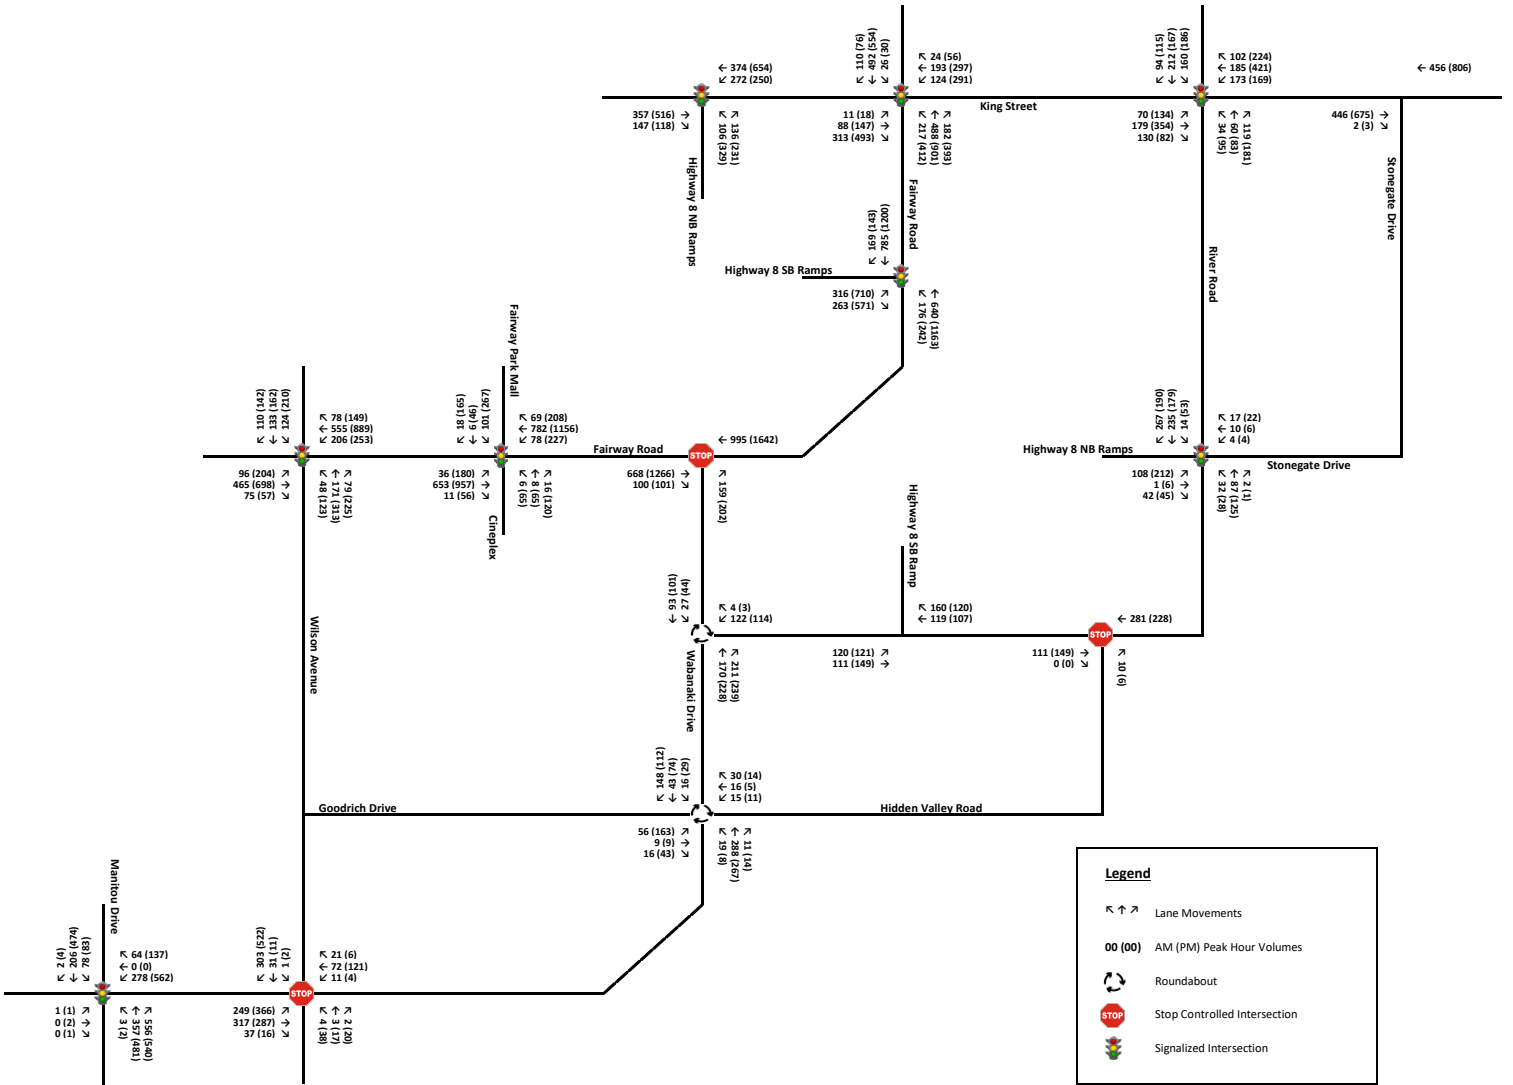 ← 374 (654)
↙ 272 (250)
357 (516) →
147 (118) ↘
↖ 106 (329)
↗ 136 (231)
Highway 8 NB Ramps
↙ 110 (76)
↓ 492 (554)
↘ 26 (30)
↖ 24 (56)
← 193 (297)
↙ 124 (291)
11 (18) ↗
88 (147) →
313 (493) ↘
↖ 217 (412)
↑ 488 (901)
↗ 182 (393)
King Street
↙ 94 (115)
↓ 212 (167)
↘ 160 (186)
↖ 102 (224)
← 185 (421)
↙ 173 (169)
70 (134) ↗
179 (354) →
130 (82) ↘
↖ 34 (95)
↑ 60 (83)
↗ 119 (181)
← 456 (806)
446 (675) →
2 (3) ↘
Stonegate Drive
Fairway Road
↙ 169 (143)
↓ 785 (1200)
Highway 8 SB Ramps
316 (710) ↗
263 (571) ↘
↖ 176 (242)
↑ 640 (1163)
River Road
↙ 110 (142)
↓ 133 (162)
↘ 124 (210)
↖ 78 (149)
← 555 (889)
↙ 206 (253)
96 (204) ↗
465 (698) →
75 (57) ↘
↖ 48 (123)
↑ 171 (313)
↗ 79 (225)
Fairway Park Mall
↙ 18 (165)
↓ 6 (46)
↘ 101 (267)
↖ 69 (208)
← 782 (1156)
↙ 78 (227)
36 (180) ↗
653 (957) →
11 (56) ↘
↖ 6 (65)
↑ 8 (65)
↗ 16 (120)
Cineplex
Fairway Road
STOP
← 995 (1642)
668 (1266) →
100 (101) ↘
↗ 159 (202)
Highway 8 NB Ramps
↙ 267 (190)
↓ 235 (179)
↘ 14 (53)
↖ 17 (22)
← 10 (6)
↙ 4 (4)
Stonegate Drive
108 (212) ↗
1 (6) →
42 (45) ↘
↖ 32 (28)
↑ 87 (125)
↗ 2 (1)
Highway 8 SB Ramp
↓ 93 (101)
↘ 27 (44)
↖ 4 (3)
↙ 122 (114)
↑ 170 (228)
↗ 211 (239)
Wabanaki Drive
↖ 160 (120)
← 119 (107)
120 (121) ↗
111 (149) →
STOP
← 281 (228)
111 (149) →
0 (0) ↘
↗ 10 (6)
Wilson Avenue
Goodrich Drive
↙ 148 (112)
↓ 43 (74)
↘ 16 (29)
↖ 30 (14)
← 16 (5)
↙ 15 (11)
56 (163) ↗
9 (9) →
16 (43) ↘
↖ 19 (8)
↑ 288 (267)
↗ 11 (14)
Hidden Valley Road
Manitou Drive
↙ 2 (4)
↓ 206 (474)
↘ 78 (83)
↖ 64 (137)
← 0 (0)
↙ 278 (562)
1 (1) ↗
0 (2) →
0 (1) ↘
↖ 3 (2)
↑ 357 (481)
↗ 556 (540)
↙ 303 (522)
↓ 31 (11)
↘ 1 (2)
STOP
↖ 21 (6)
← 72 (121)
↙ 11 (4)
249 (366) ↗
317 (287) →
37 (16) ↘
↖ 4 (38)
↑ 3 (17)
↗ 2 (20)
Legend
↖ ↑ ↗ Lane Movements
00 (00) AM (PM) Peak Hour Volumes
Roundabout
STOP Stop Controlled Intersection
Signalized Intersection